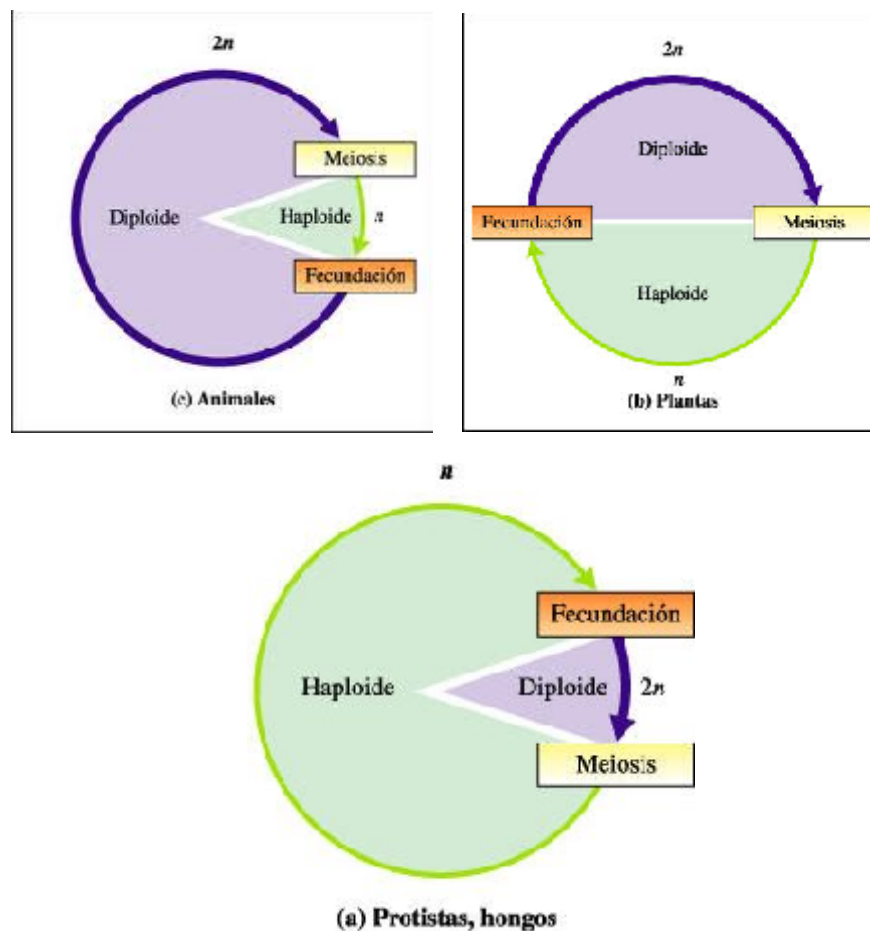 2n
Meiosis
Diploide
Haploide
n
Fecundación
(c) Animales
2n
Diploide
Fecundación
Meiosis
Haploide
n
(b) Plantas
n
Fecundación
Haploide
Diploide
2n
Meiosis
(a) Protistas, hongos